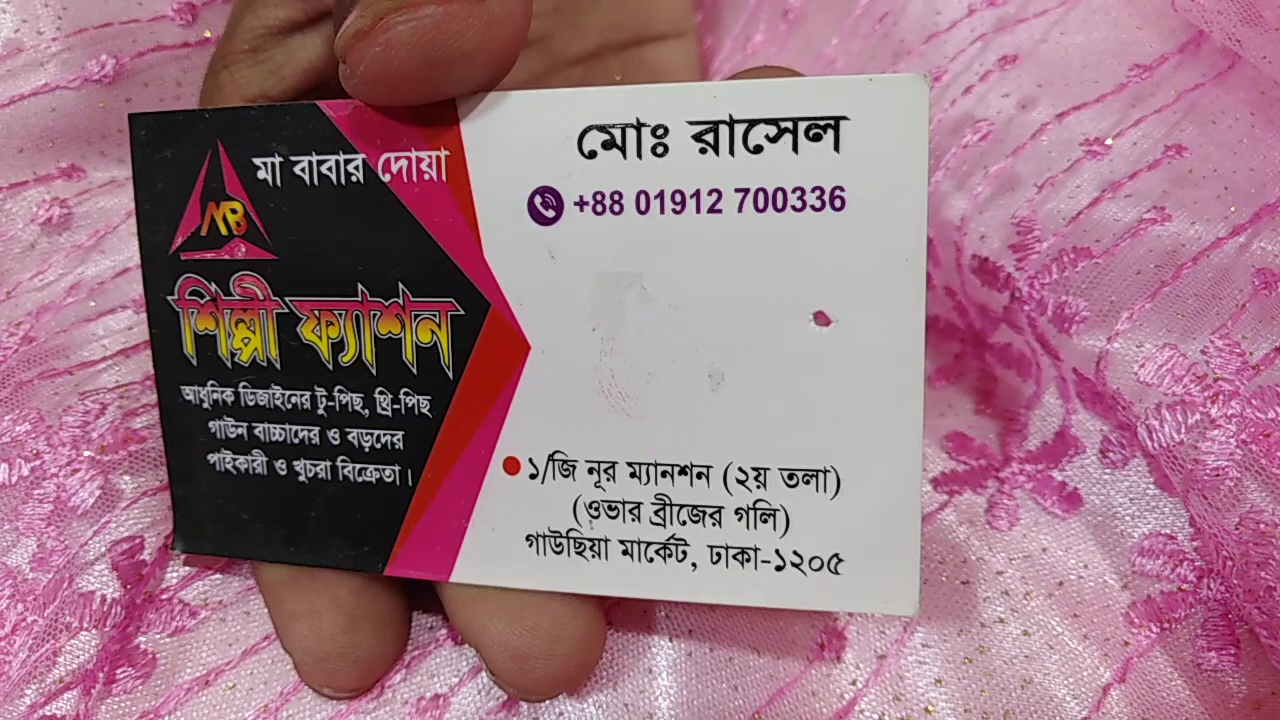 মা বাবার দোয়া
MB
শিল্পী ফ্যাশন
আধুনিক ডিজাইনের টু-পিছ, থ্রি-পিছ
গাউন বাচ্চাদের ও বড়দের
পাইকারী ও খুচরা বিক্রেতা।
মোঃ রাসেল
+88 01912 700336
১/জি নূর ম্যানশন (২য় তলা)
(ওভার ব্রীজের গলি)
গাউছিয়া মার্কেট, ঢাকা-১২০৫